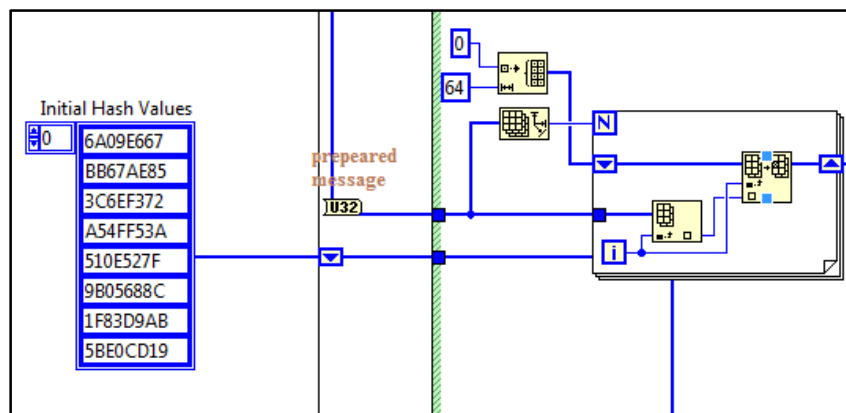 Initial Hash Values
0
6A09E667
BB67AE85
3C6EF372
A54FF53A
510E527F
9B05688C
1F83D9AB
5BE0CD19
prepeared
message
U32
0
64
N
i